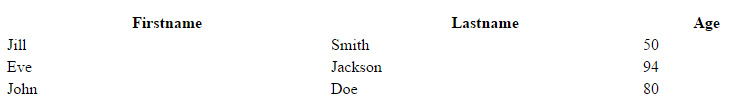 Firstname Lastname Age
Jill Smith 50
Eve Jackson 94
John Doe 80